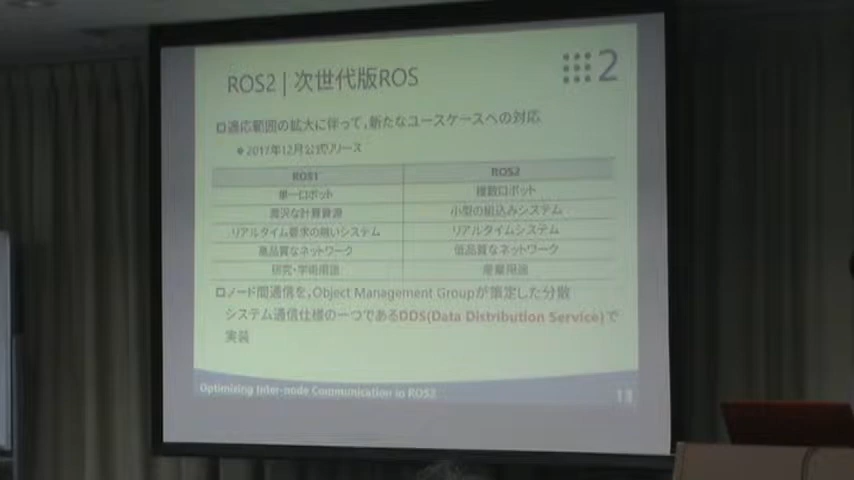 ROS2 | 次世代版ROS
2
適応範囲の拡大に伴って,新たなユースケースへの対応
2017年12月公式リリース
ROS1 ROS2
単一ロボット 複数ロボット
潤沢な計算資源 小型の組込みシステム
リアルタイム要求の無いシステム リアルタイムシステム
高品質なネットワーク 低品質なネットワーク
研究・学術用途 産業用途
ノード間通信を,Object Management Groupが策定した分散
システム通信仕様の一つであるDDS(Data Distribution Service)で
実装
Optimizing Inter-node Communication in ROS2
13